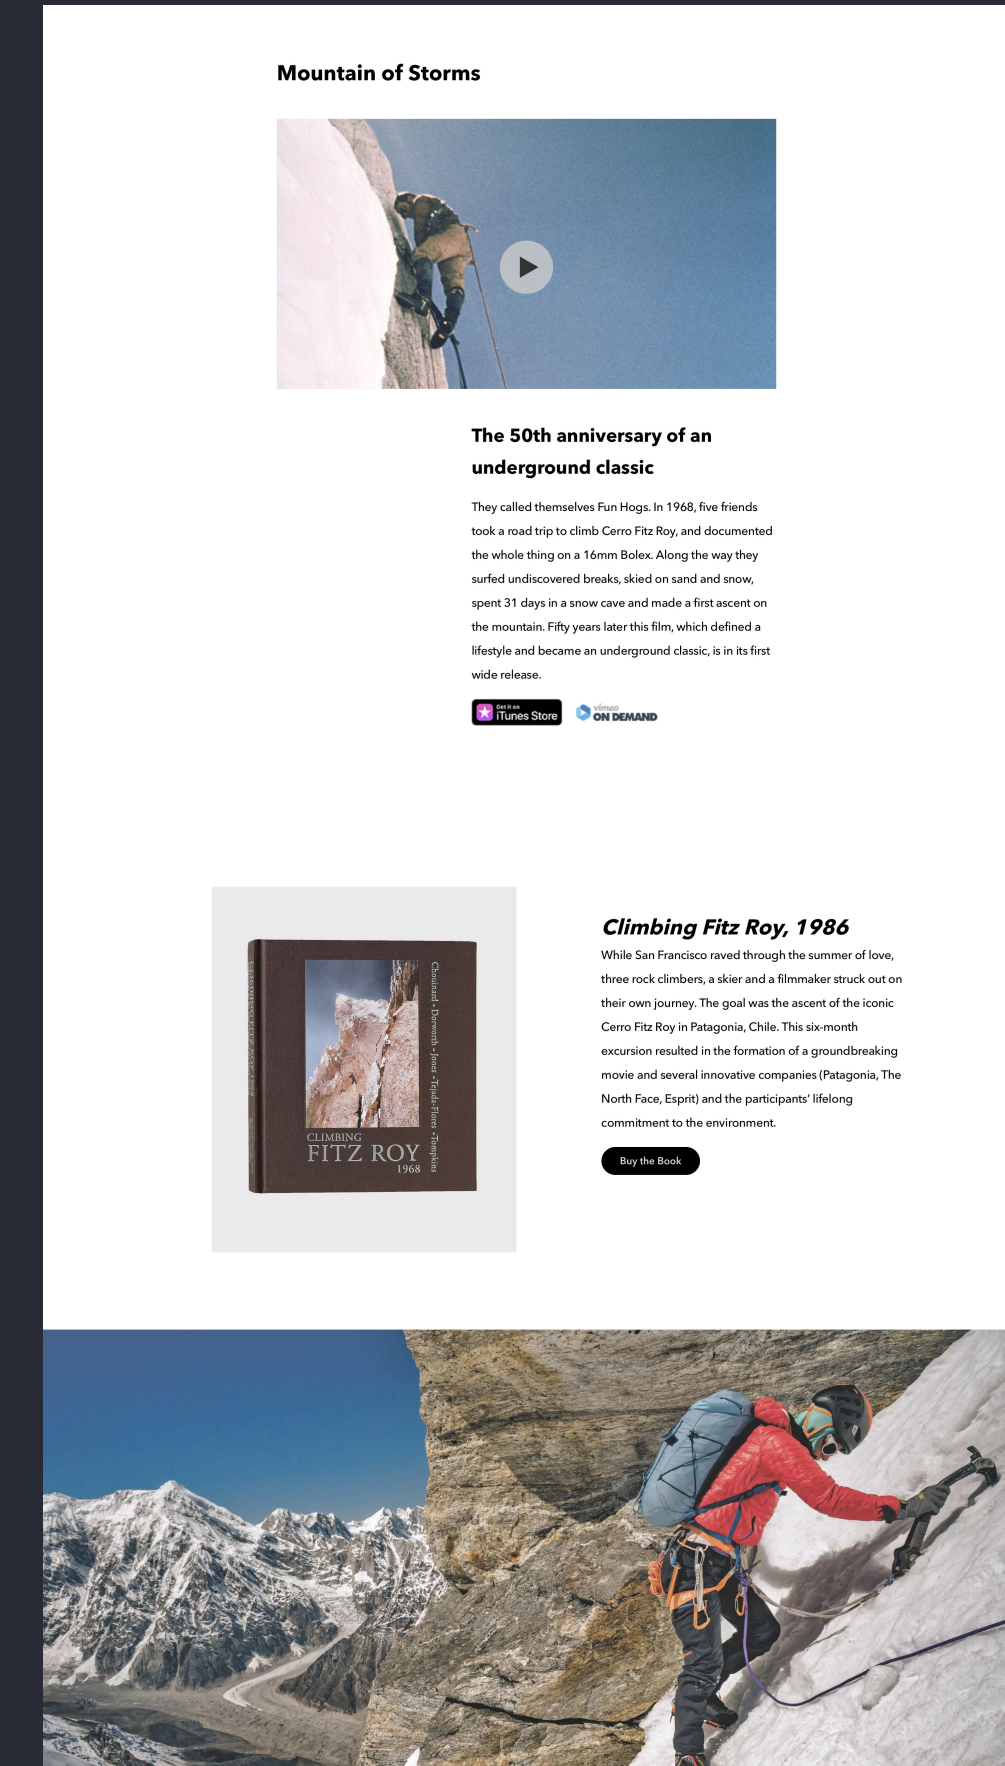 Mountain of Storms
The 50th anniversary of an
underground classic
They called themselves Fun Hogs. In 1968, five friends
took a road trip to climb Cerro Fitz Roy, and documented
the whole thing on a 16mm Bolex. Along the way they
surfed undiscovered breaks, skied on sand and snow,
spent 31 days in a snow cave and made a first ascent on
the mountain. Fifty years later this film, which defined a
lifestyle and became an underground classic, is in its first
wide release.
Get it on
iTunes Store
vimeo
ON DEMAND
Chouinard • Dorworth • Jones • Tejada-Flores • Tompkins
CLIMBING
FITZ ROY
1968
Climbing Fitz Roy, 1986
While San Francisco raved through the summer of love,
three rock climbers, a skier and a filmmaker struck out on
their own journey. The goal was the ascent of the iconic
Cerro Fitz Roy in Patagonia, Chile. This six-month
excursion resulted in the formation of a groundbreaking
movie and several innovative companies (Patagonia, The
North Face, Esprit) and the participants’ lifelong
commitment to the environment.
Buy the Book